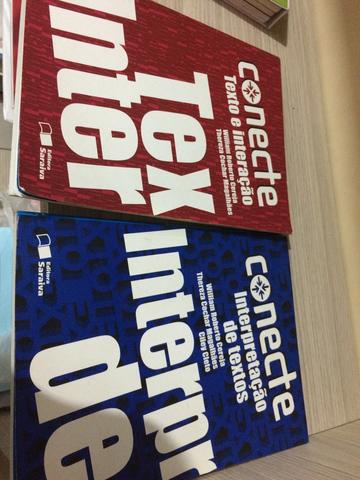 Conecte
Texto e interação
William Roberto Cereja
Thereza Cochar Magalhães
Tex
Inter
Editora
Saraiva
Conecte
Interpretação
de textos
William Roberto Cereja
Thereza Cochar Magalhães
Ciley Cleto
Interpr
de
Editora
Saraiva